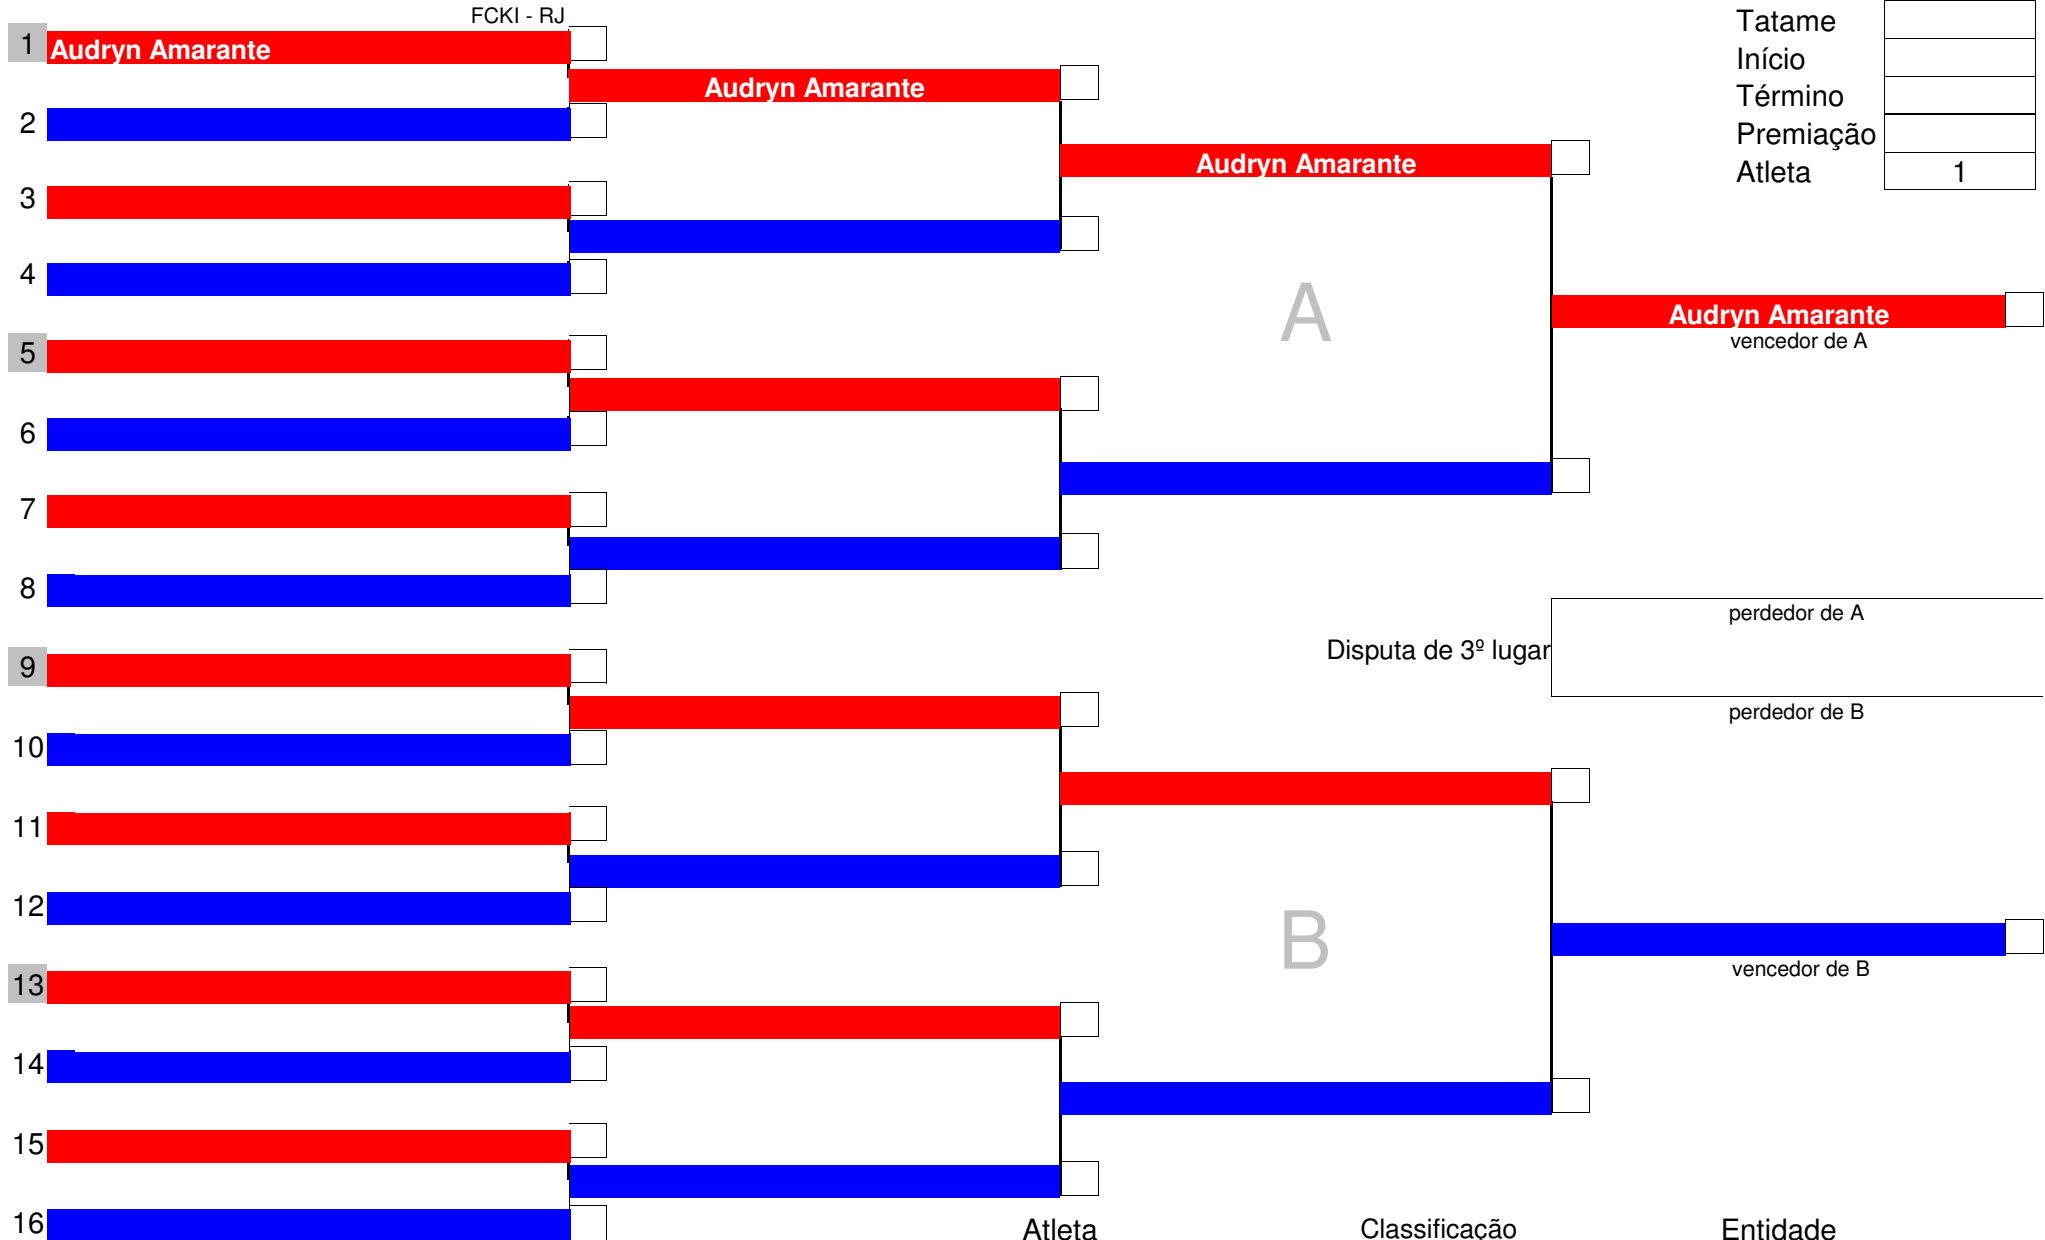 FCKI - RJ
Tatame
1 Audryn Amarante
Início
Audryn Amarante
Término
2
Premiação
Audryn Amarante
Atleta 1
3
4
A
Audryn Amarante
vencedor de A
5
6
7
8
perdedor de A
Disputa de 3º lugar
9
perdedor de B
10
11
12
B
vencedor de B
13
14
15
16
Atleta Classificação Entidade